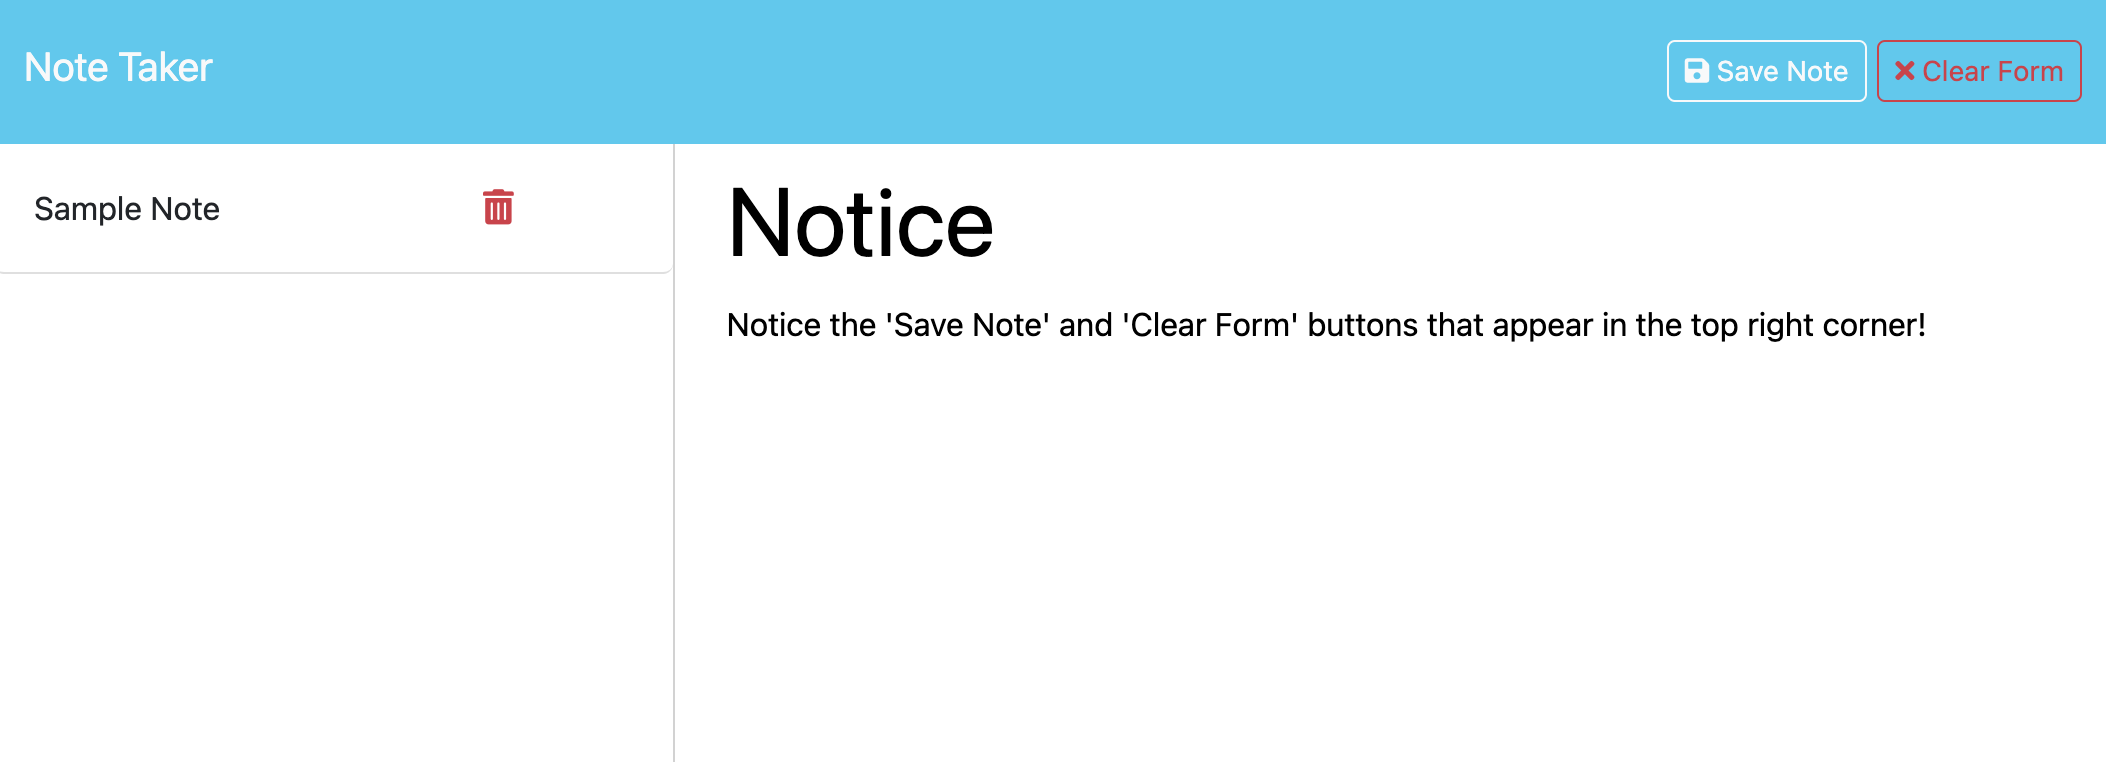 Note Taker
Save Note
Clear Form
Sample Note
Notice
Notice the 'Save Note' and 'Clear Form' buttons that appear in the top right corner!